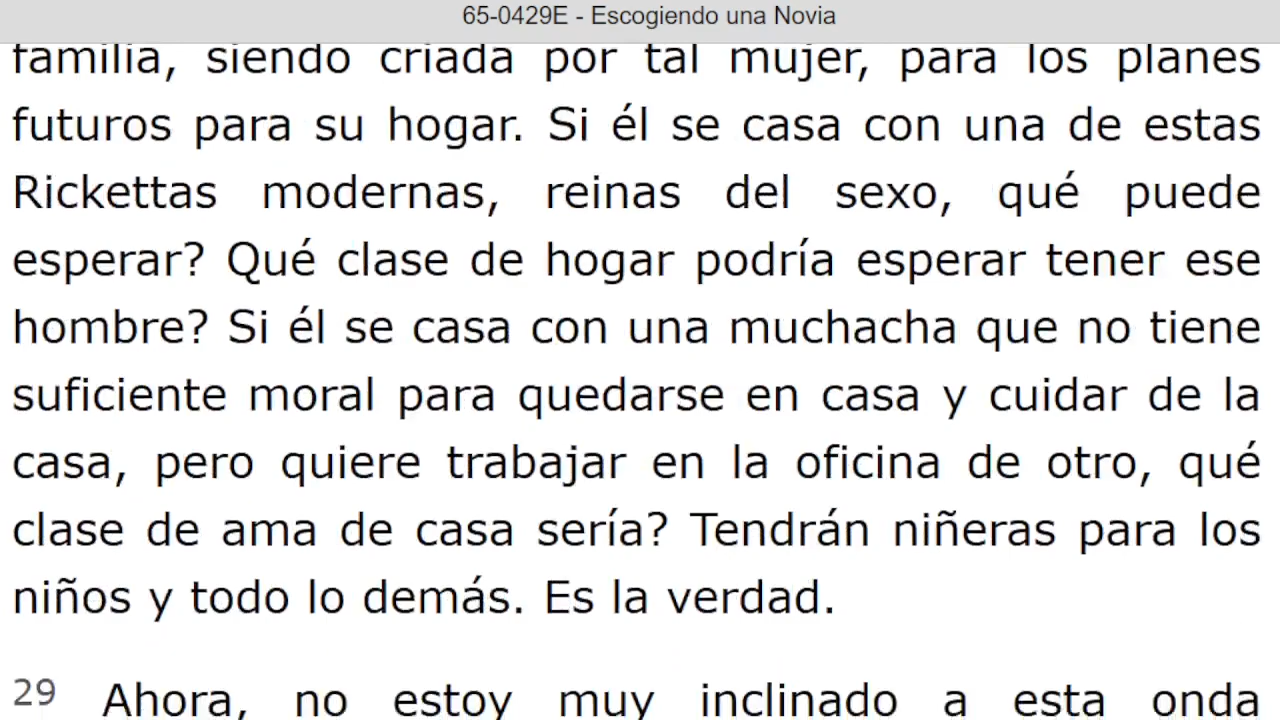 65-0429E - Escogiendo una Novia
familia, siendo criada por tal mujer, para los planes
futuros para su hogar. Si él se casa con una de estas
Rickettas modernas, reinas del sexo, qué puede
esperar? Qué clase de hogar podría esperar tener ese
hombre? Si él se casa con una muchacha que no tiene
suficiente moral para quedarse en casa y cuidar de la
casa, pero quiere trabajar en la oficina de otro, qué
clase de ama de casa sería? Tendrán niñeras para los
niños y todo lo demás. Es la verdad.
29 Ahora, no estoy muy inclinado a esta onda